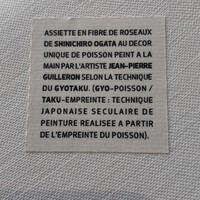 ASSIETTE EN FIBRE DE ROSEAUX
DE SHINICHIRO OGATA AU DECOR
UNIQUE DE POISSON PEINT A LA
MAIN PAR L'ARTISTE JEAN-PIERRE
GUILLERON SELON LA TECHNIQUE
DU GYOTAKU. (GYO-POISSON /
TAKU-EMPREINTE : TECHNIQUE
JAPONAISE SECULAIRE DE
PEINTURE REALISEE A PARTIR
DE L'EMPREINTE DU POISSON).